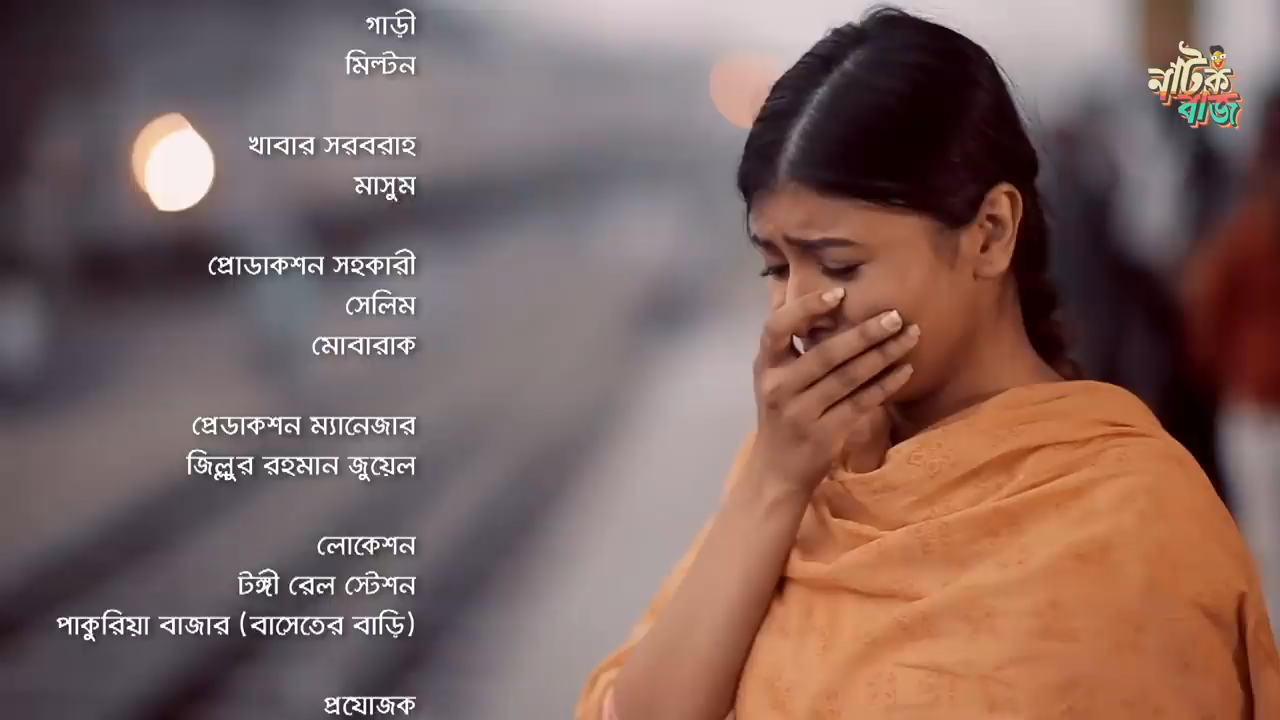 গাড়ী
মিল্টন
খাবার সরবরাহ
মাসুম
প্রোডাকশন সহকারী
সেলিম
মোবারাক
প্রেডাকশন ম্যানেজার
জিল্লুর রহমান জুয়েল
লোকেশন
টঙ্গী রেল স্টেশন
পাকুরিয়া বাজার (বাসেতের বাড়ি)
প্রযোজক
নাটক
বাজ